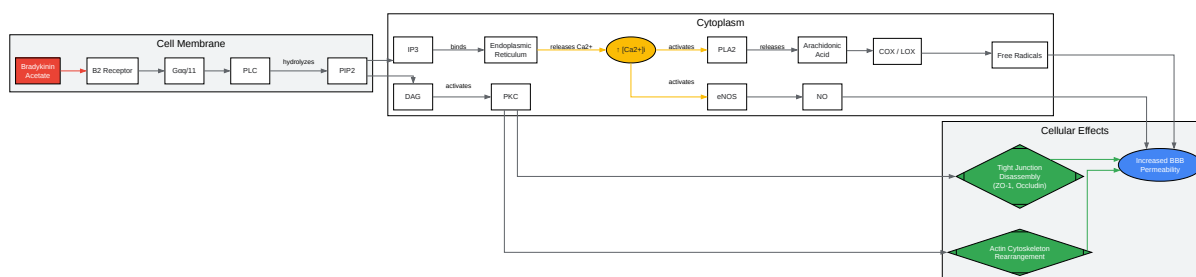 Cytoplasm
Cell Membrane
Bradykinin
Acetate
B2 Receptor
Gαq/11
PLC
hydrolyzes
PIP2
IP3
binds
Endoplasmic
Reticulum
releases Ca2+
↑ [Ca2+]i
activates
PLA2
releases
Arachidonic
Acid
COX / LOX
Free Radicals
DAG
activates
PKC
activates
eNOS
NO
Cellular Effects
Tight Junction
Disassembly
(ZO-1, Occludin)
Increased BBB
Permeability
Actin Cytoskeleton
Rearrangement